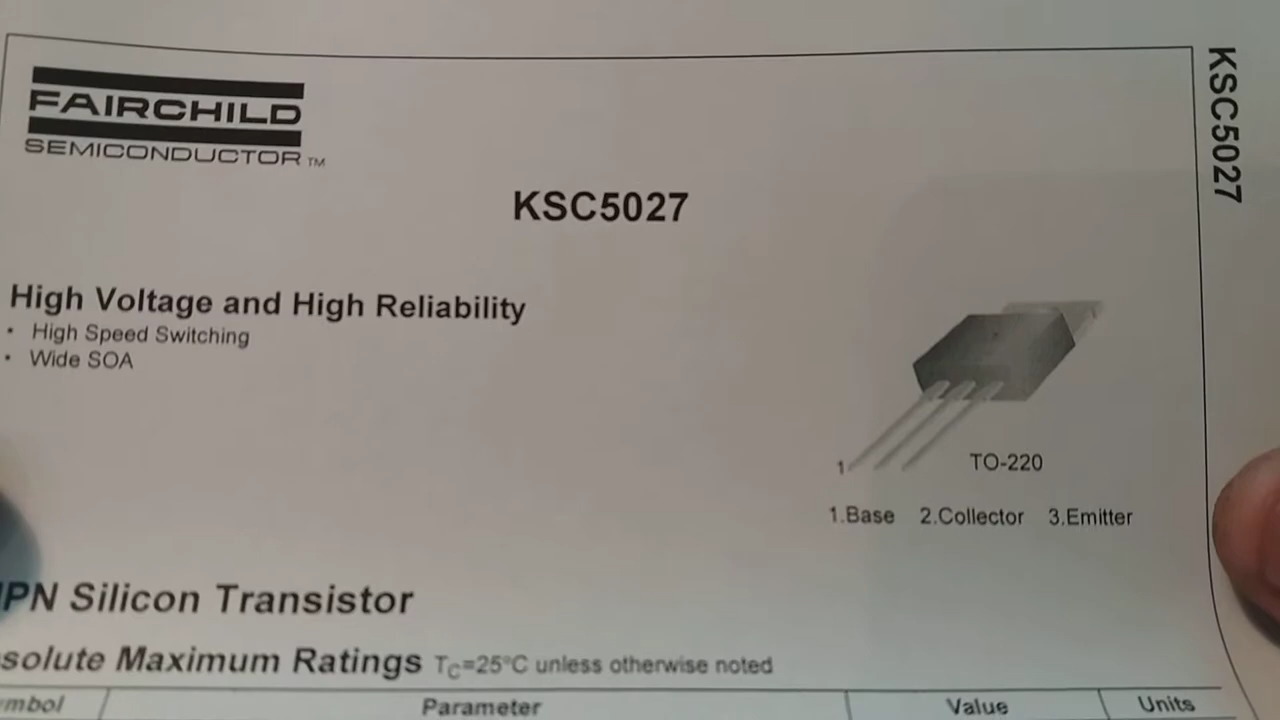 FAIRCHILD
SEMICONDUCTOR TM
KSC5027
KSC5027
High Voltage and High Reliability
• High Speed Switching
• Wide SOA
1
TO-220
1.Base 2.Collector 3.Emitter
PN Silicon Transistor
solute Maximum Ratings TC=25°C unless otherwise noted
mbol Parameter Value Units